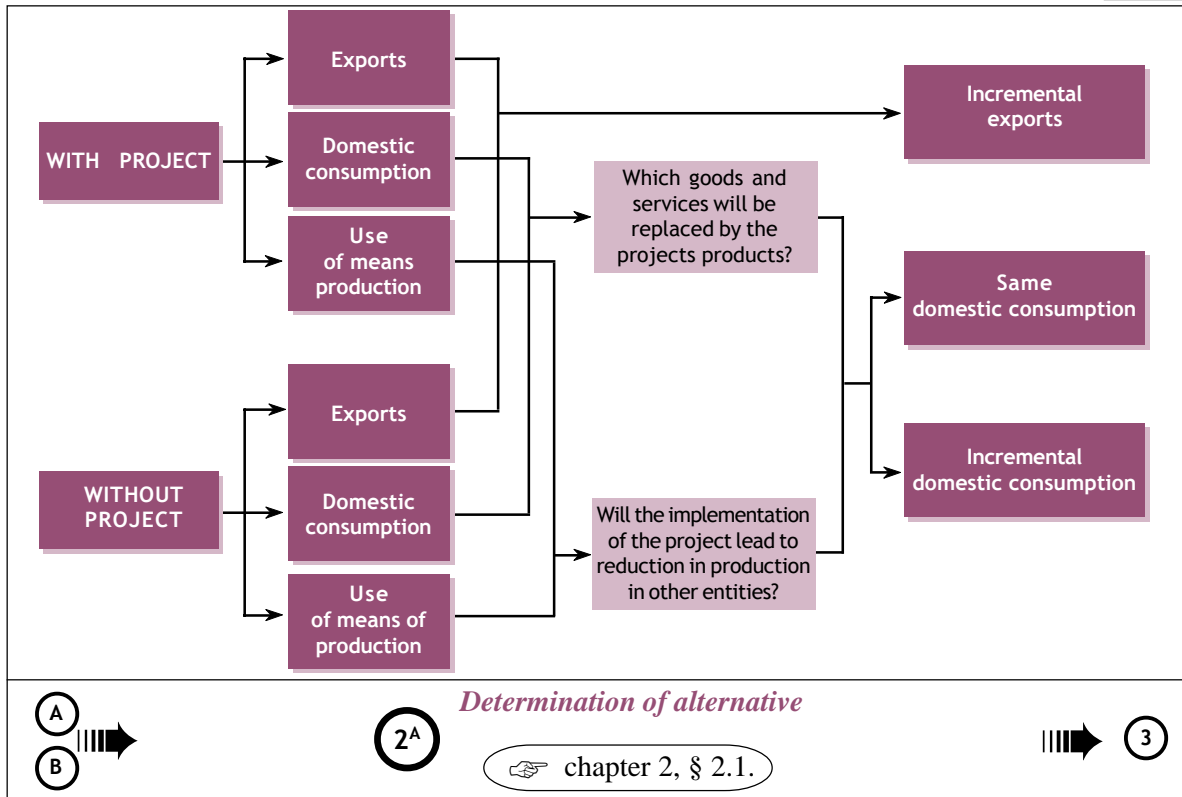 Exports
Incremental
exports
WITH PROJECT
Domestic
consumption
Which goods and
services will be
replaced by the
projects products?
Use
of means
production
Same
domestic consumption
Exports
Incremental
domestic consumption
WITHOUT
PROJECT
Domestic
consumption
Will the implementation
of the project lead to
reduction in production
in other entities?
Use
of means of
production
A
B
2A
Determination of alternative
☞ chapter 2, § 2.1.
3